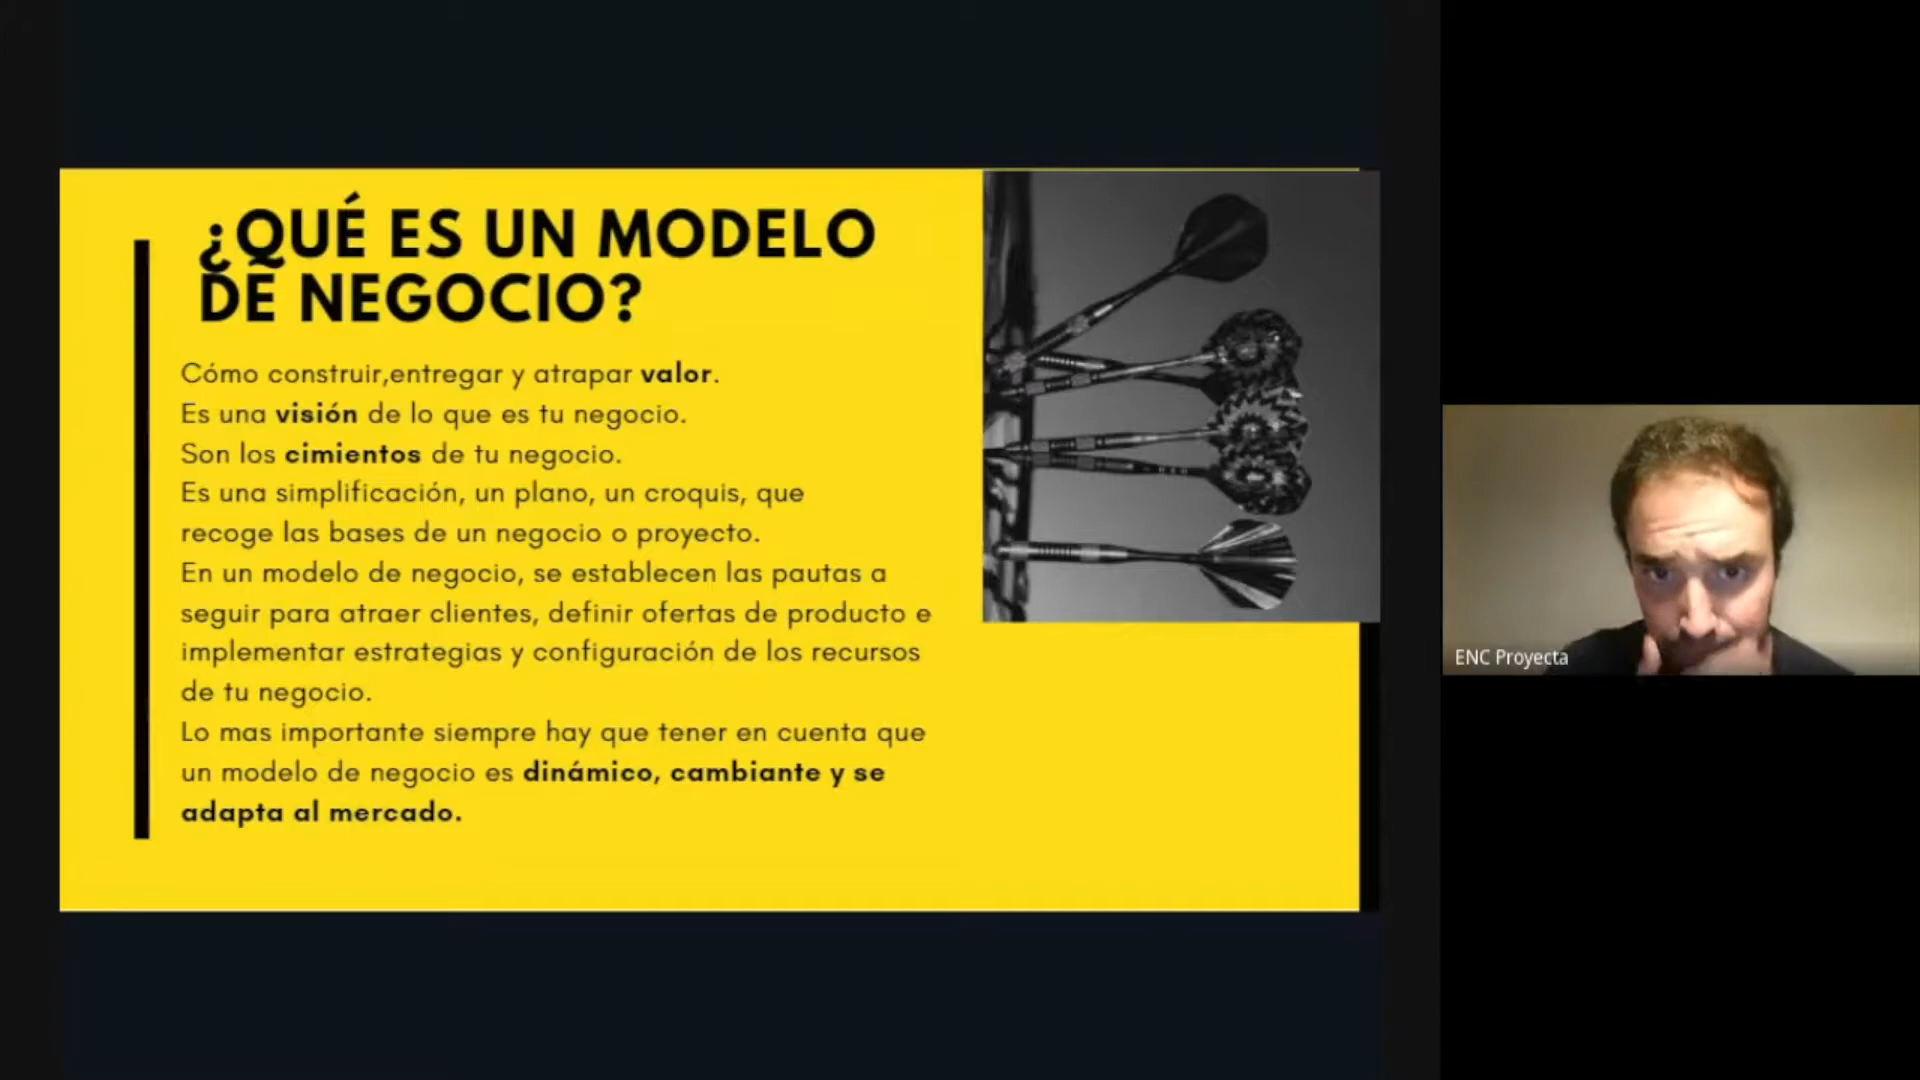 ¿QUÉ ES UN MODELO
DE NEGOCIO?
Cómo construir,entregar y atrapar valor.
Es una visión de lo que es tu negocio.
Son los cimientos de tu negocio.
Es una simplificación, un plano, un croquis, que
recoge las bases de un negocio o proyecto.
En un modelo de negocio, se establecen las pautas a
seguir para atraer clientes, definir ofertas de producto e
implementar estrategias y configuración de los recursos
de tu negocio.
Lo mas importante siempre hay que tener en cuenta que
un modelo de negocio es dinámico, cambiante y se
adapta al mercado.
ENC Proyecta